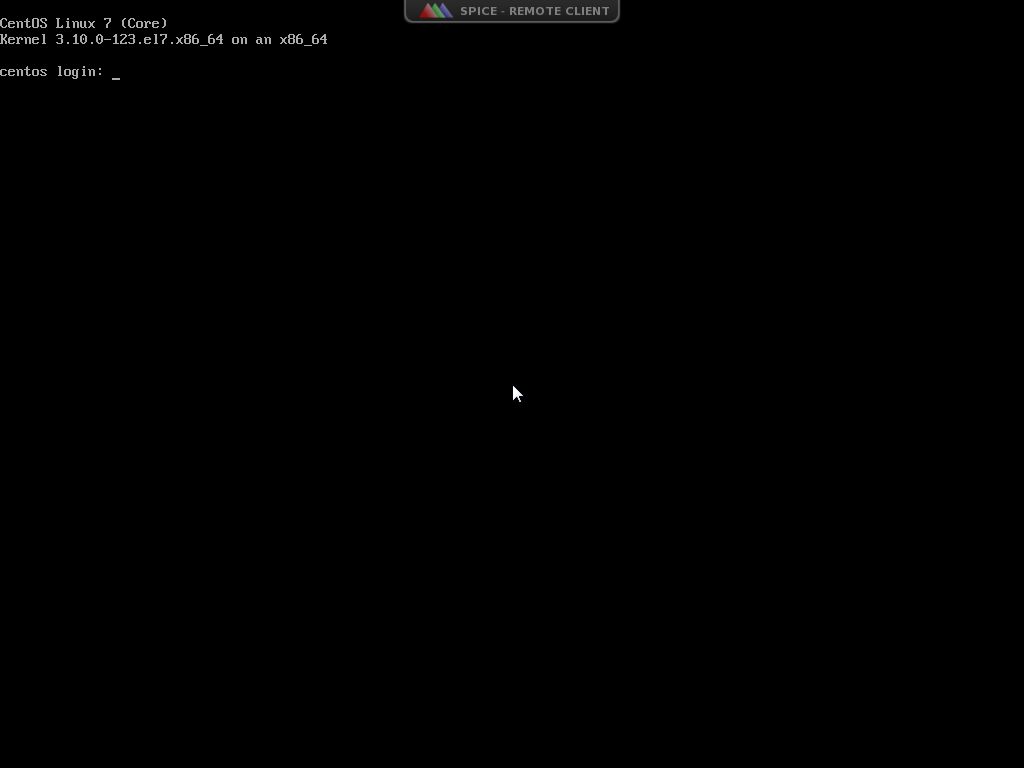 SPICE - REMOTE CLIENT
CentOS Linux 7 (Core)
Kernel 3.10.0-123.el7.x86_64 on an x86_64
centos login: _